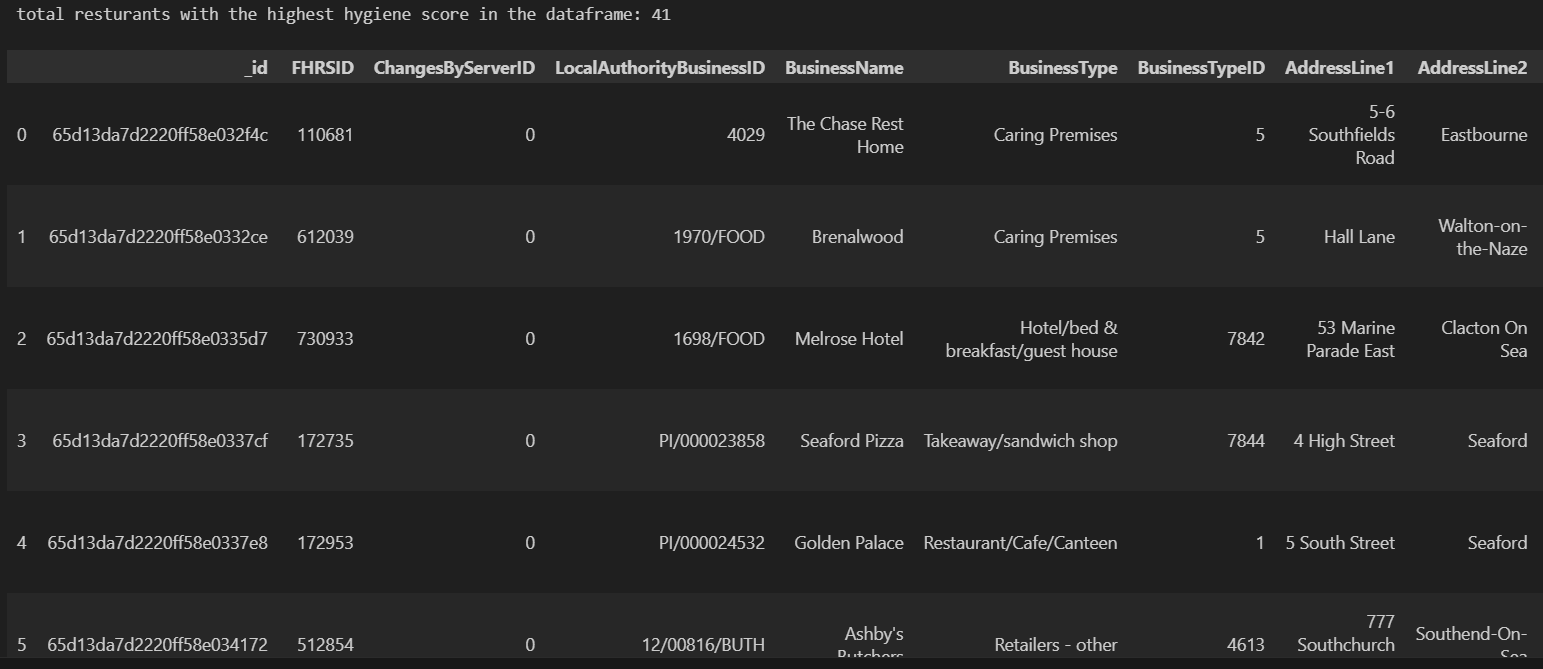 total resturants with the highest hygiene score in the dataframe: 41
_id FHRSID ChangesByServerID LocalAuthorityBusinessID BusinessName BusinessType BusinessTypeID AddressLine1 AddressLine2
0 65d13da7d2220ff58e032f4c 110681 0 4029 The Chase Rest Home Caring Premises 5 5-6 Southfields Road Eastbourne
1 65d13da7d2220ff58e0332ce 612039 0 1970/FOOD Brenalwood Caring Premises 5 Hall Lane Walton-on-the-Naze
2 65d13da7d2220ff58e0335d7 730933 0 1698/FOOD Melrose Hotel Hotel/bed & breakfast/guest house 7842 53 Marine Parade East Clacton On Sea
3 65d13da7d2220ff58e0337cf 172735 0 PI/000023858 Seaford Pizza Takeaway/sandwich shop 7844 4 High Street Seaford
4 65d13da7d2220ff58e0337e8 172953 0 PI/000024532 Golden Palace Restaurant/Cafe/Canteen 1 5 South Street Seaford
5 65d13da7d2220ff58e034172 512854 0 12/00816/BUTH Ashby's Butchers Retailers - other 4613 777 Southchurch Southend-On-Sea